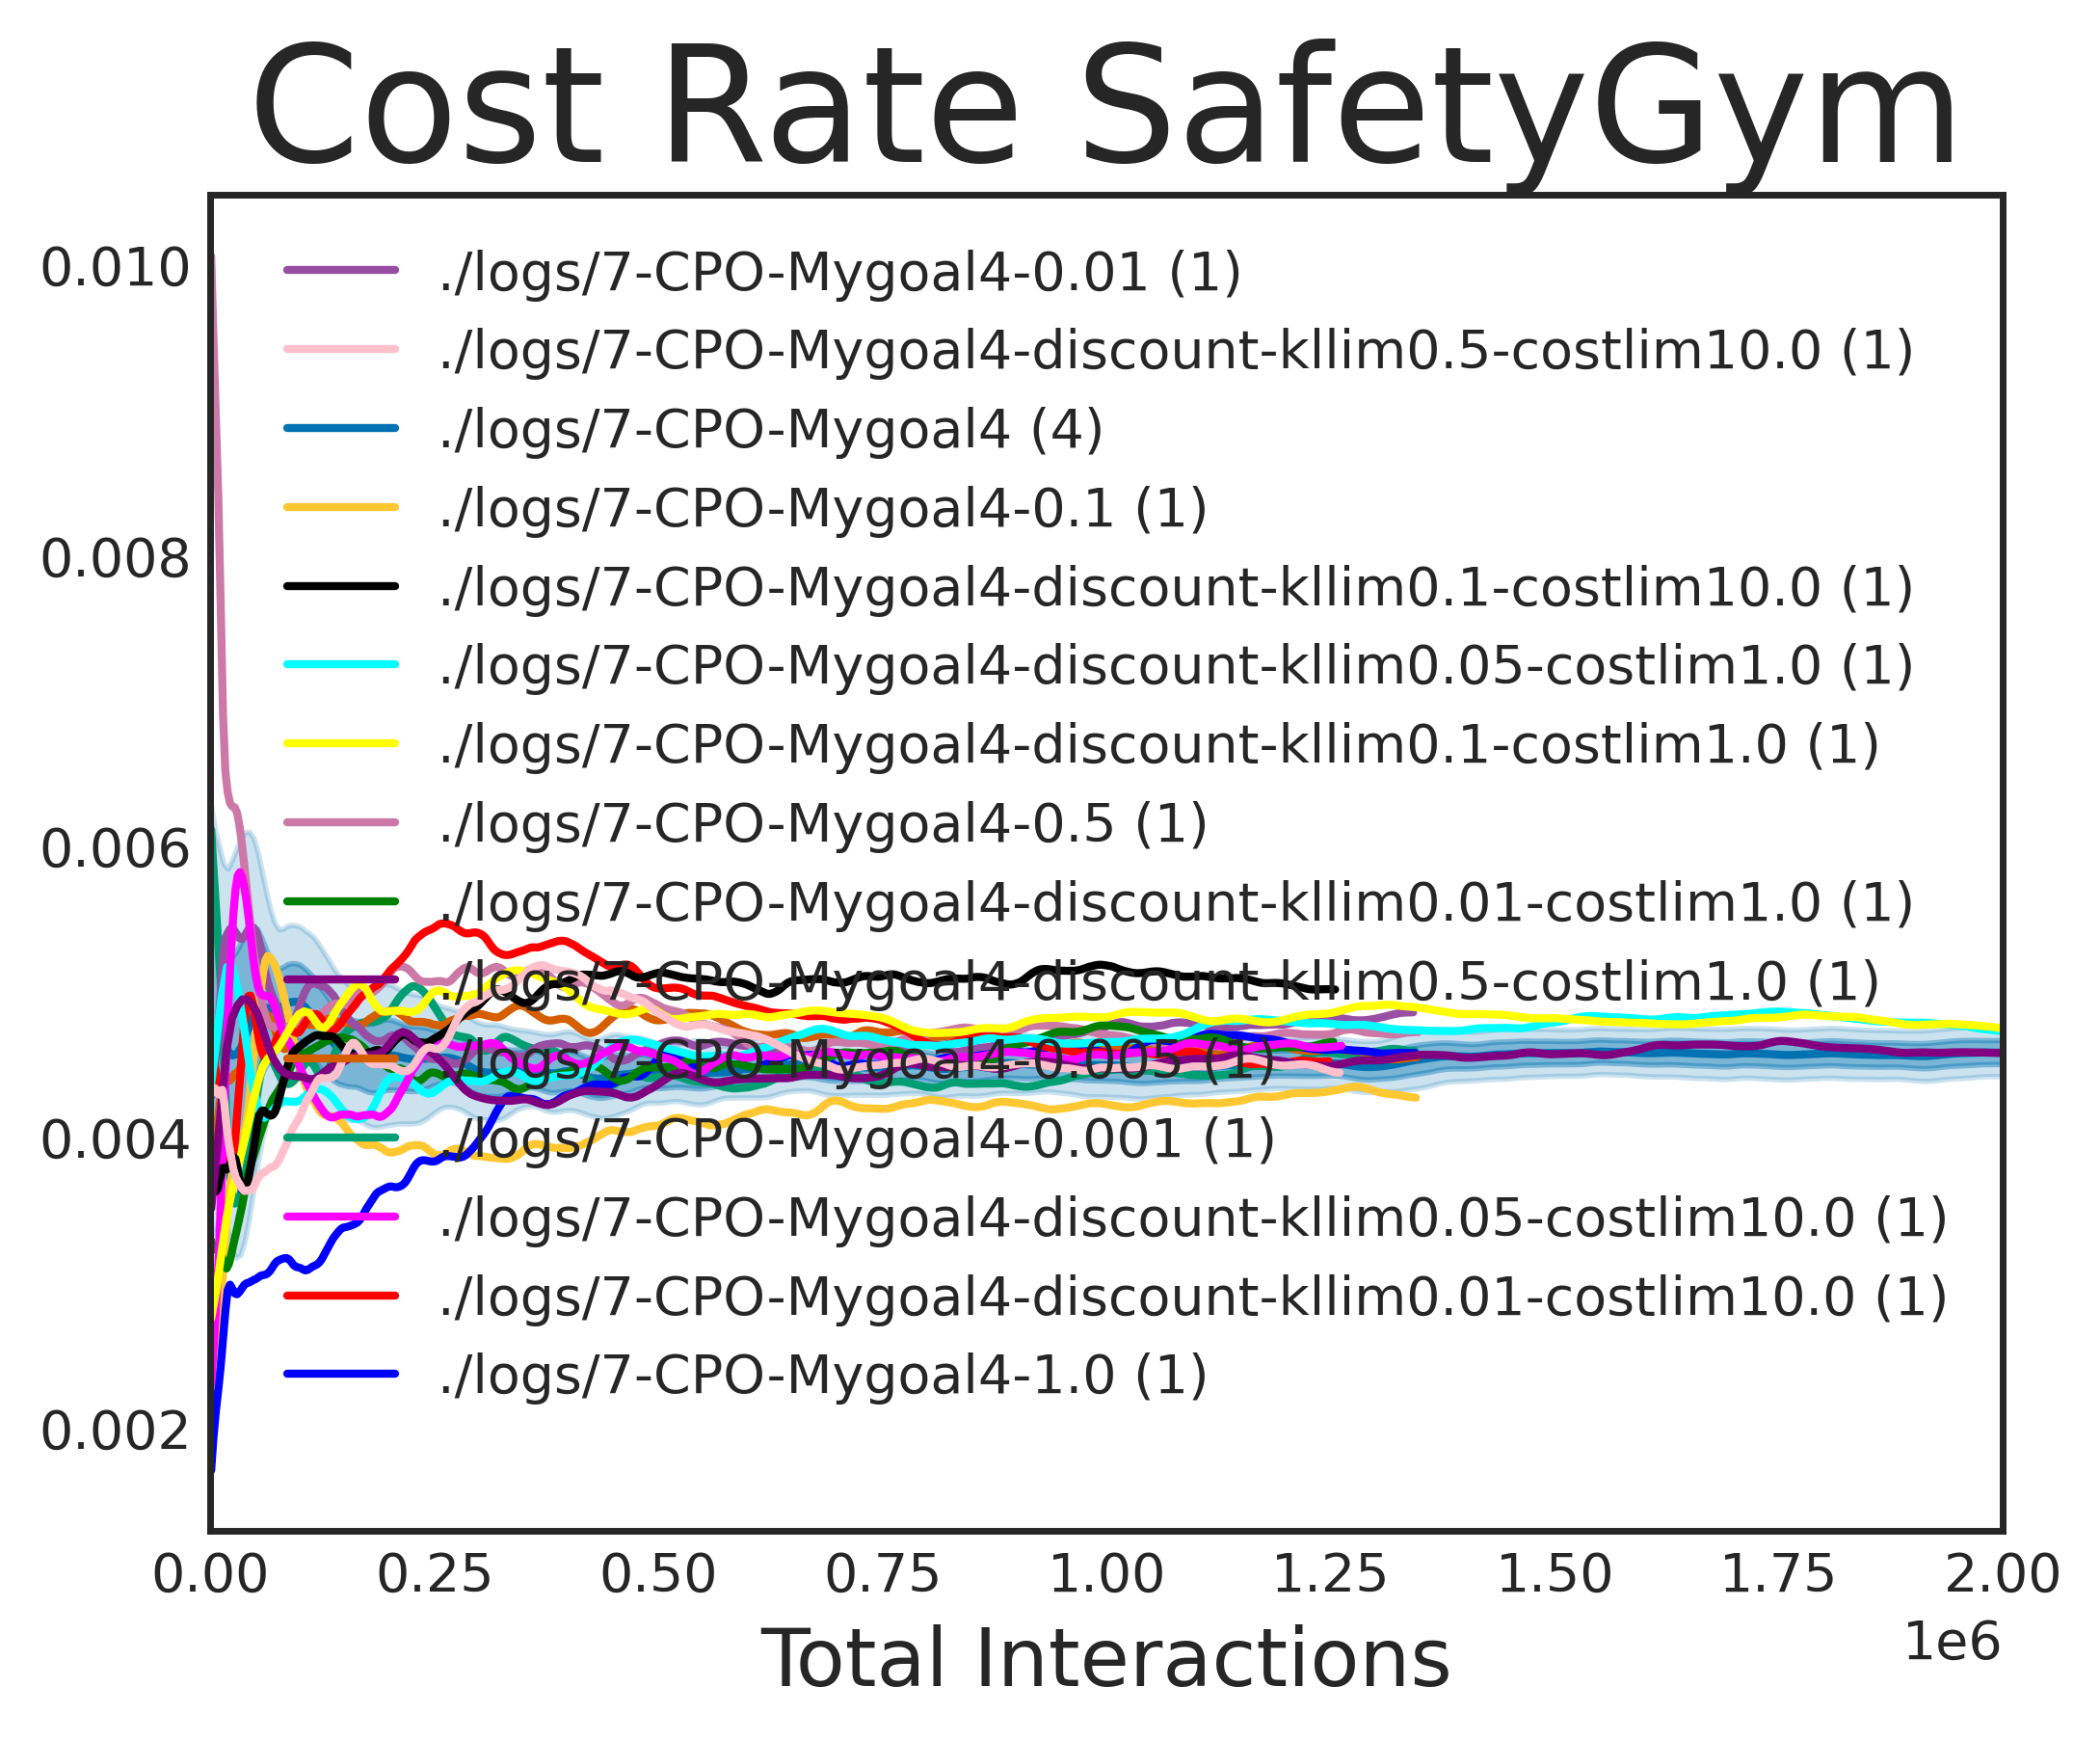 Cost Rate SafetyGym
0.010
0.008
0.006
0.004
0.002
./logs/7-CPO-Mygoal4-0.01 (1)
./logs/7-CPO-Mygoal4-discount-kllim0.5-costlim10.0 (1)
./logs/7-CPO-Mygoal4 (4)
./logs/7-CPO-Mygoal4-0.1 (1)
./logs/7-CPO-Mygoal4-discount-kllim0.1-costlim10.0 (1)
./logs/7-CPO-Mygoal4-discount-kllim0.05-costlim1.0 (1)
./logs/7-CPO-Mygoal4-discount-kllim0.1-costlim1.0 (1)
./logs/7-CPO-Mygoal4-0.5 (1)
./logs/7-CPO-Mygoal4-discount-kllim0.01-costlim1.0 (1)
./logs/7-CPO-Mygoal4-discount-kllim0.5-costlim1.0 (1)
./logs/7-CPO-Mygoal4-0.005 (1)
./logs/7-CPO-Mygoal4-0.001 (1)
./logs/7-CPO-Mygoal4-discount-kllim0.05-costlim10.0 (1)
./logs/7-CPO-Mygoal4-discount-kllim0.01-costlim10.0 (1)
./logs/7-CPO-Mygoal4-1.0 (1)
0.00 0.25 0.50 0.75 1.00 1.25 1.50 1.75 2.00
1e6
Total Interactions